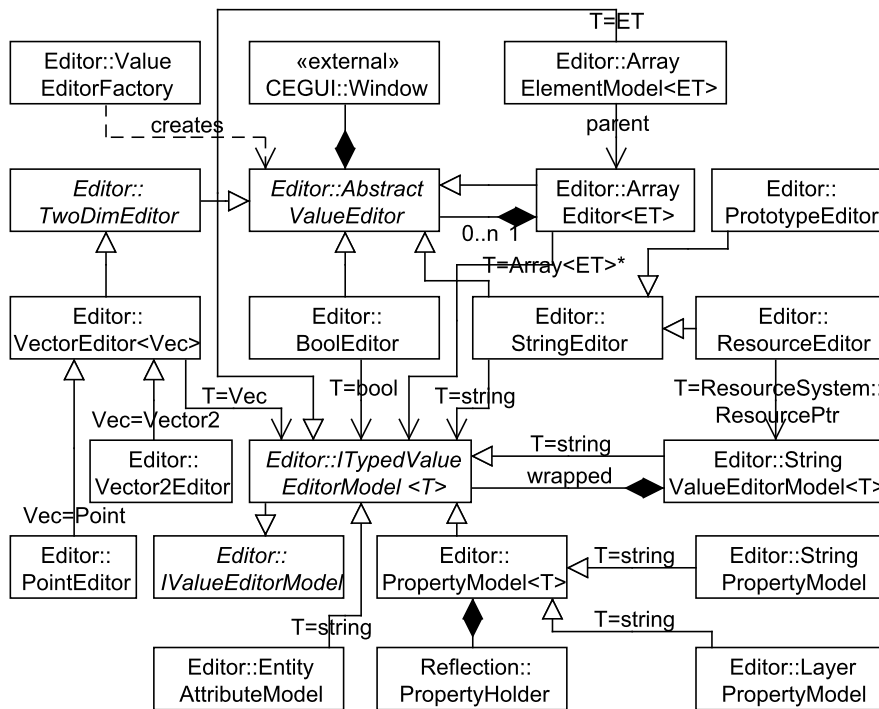 T=ET
Editor::Value
EditorFactory
«external»
CEGUI::Window
Editor::Array
ElementModel<ET>
creates
parent
Editor::
TwoDimEditor
Editor::Abstract
ValueEditor
Editor::Array
Editor<ET>
Editor::
PrototypeEditor
0..n 1
T=Array<ET>*
Editor::
VectorEditor<Vec>
Editor::
BoolEditor
Editor::
StringEditor
Editor::
ResourceEditor
T=Vec
T=bool
T=string
T=ResourceSystem::
ResourcePtr
Vec=Vector2
Editor::
Vector2Editor
Editor::ITypedValue
EditorModel <T>
T=string
wrapped
Editor::String
ValueEditorModel<T>
Vec=Point
Editor::
PointEditor
Editor::
IValueEditorModel
Editor::
PropertyModel<T>
T=string
Editor::String
PropertyModel
T=string
T=string
Editor::Entity
AttributeModel
Reflection::
PropertyHolder
Editor::Layer
PropertyModel